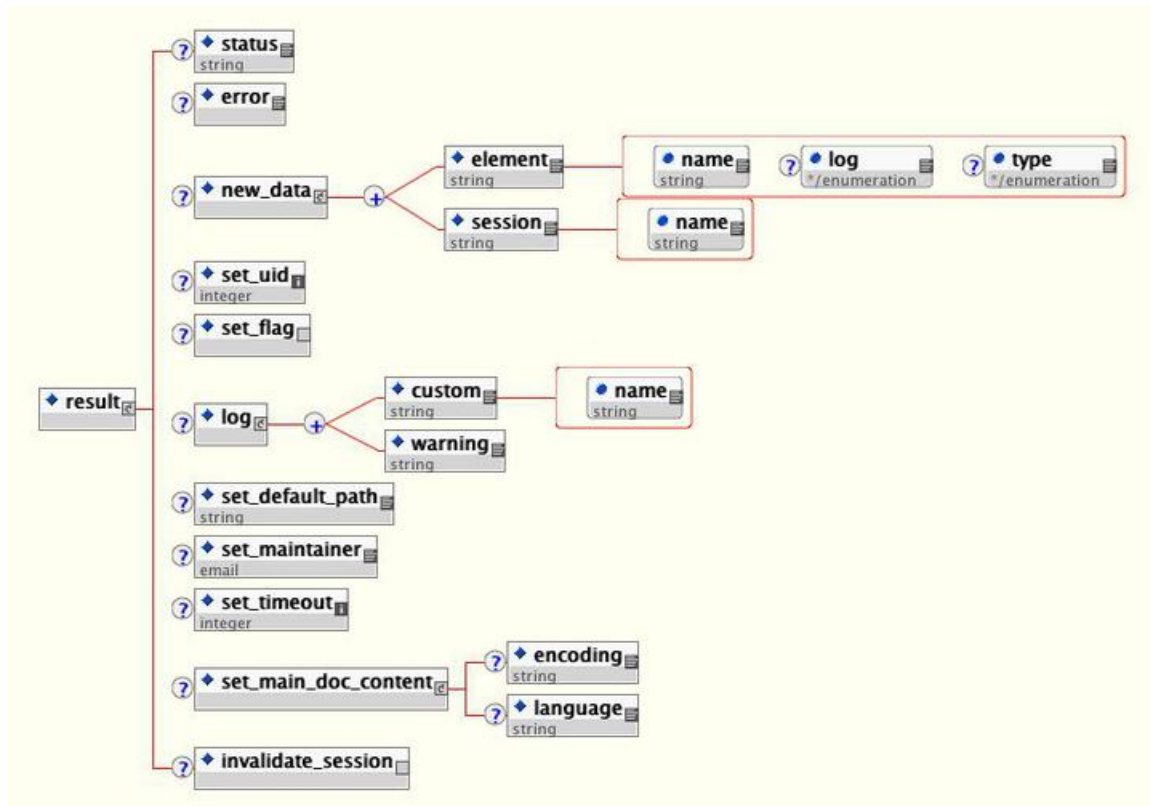 ? status
string
? error
element
string
name
string
? log
*/enumeration
? type
*/enumeration
? new_data
+
session
string
name
string
? set_uid
integer
? set_flag
result
custom
string
name
string
? log
+
warning
string
? set_default_path
string
? set_maintainer
email
? set_timeout
integer
? encoding
string
? set_main_doc_content
? language
string
? invalidate_session